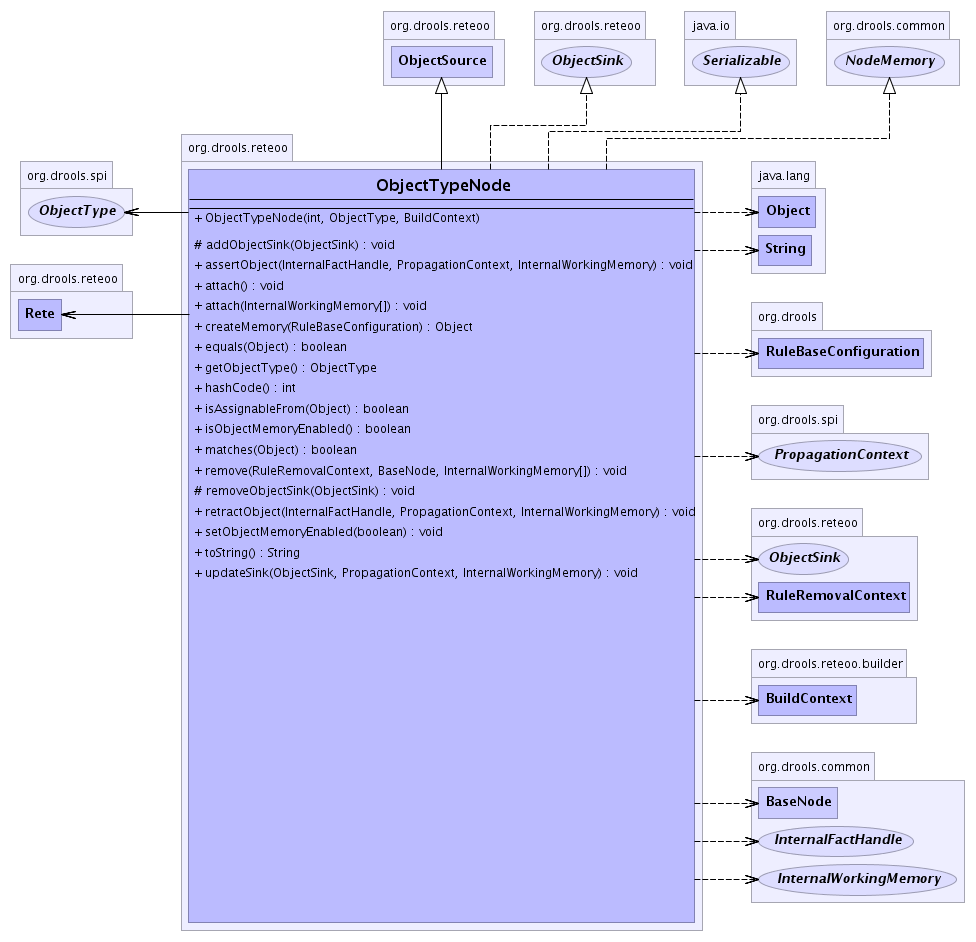 org.drools.reteoo
ObjectSource
org.drools.reteoo
ObjectSink
java.io
Serializable
org.drools.common
NodeMemory
org.drools.spi
ObjectType
org.drools.reteoo
Rete
org.drools.reteoo
ObjectTypeNode
+ ObjectTypeNode(int, ObjectType, BuildContext)
# addObjectSink(ObjectSink) : void
+ assertObject(InternalFactHandle, PropagationContext, InternalWorkingMemory) : void
+ attach() : void
+ attach(InternalWorkingMemory[]) : void
+ createMemory(RuleBaseConfiguration) : Object
+ equals(Object) : boolean
+ getObjectType() : ObjectType
+ hashCode() : int
+ isAssignableFrom(Object) : boolean
+ isObjectMemoryEnabled() : boolean
+ matches(Object) : boolean
+ remove(RuleRemovalContext, BaseNode, InternalWorkingMemory[]) : void
# removeObjectSink(ObjectSink) : void
+ retractObject(InternalFactHandle, PropagationContext, InternalWorkingMemory) : void
+ setObjectMemoryEnabled(boolean) : void
+ toString() : String
+ updateSink(ObjectSink, PropagationContext, InternalWorkingMemory) : void
java.lang
Object
String
org.drools
RuleBaseConfiguration
org.drools.spi
PropagationContext
org.drools.reteoo
ObjectSink
RuleRemovalContext
org.drools.reteoo.builder
BuildContext
org.drools.common
BaseNode
InternalFactHandle
InternalWorkingMemory